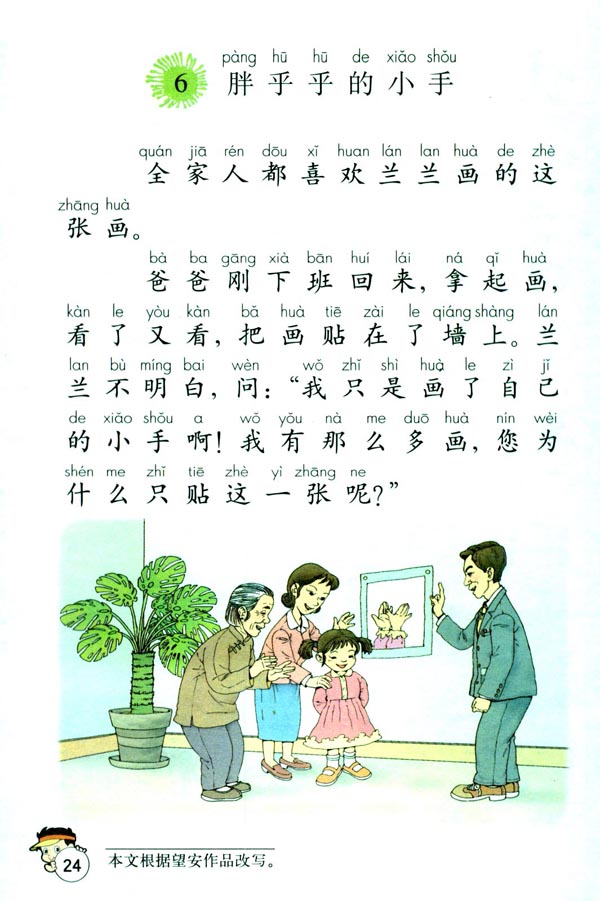 pàng hū hū de xiǎo shǒu
6 胖乎乎的小手
quán jiā rén dōu xǐ huan lán lan huà de zhè
全家人都喜欢兰兰画的这
zhāng huà
张画。
bà ba gāng xià bān huí lái ná qǐ huà
爸爸刚下班回来，拿起画，
kàn le yòu kàn bǎ huà tiē zài le qiáng shàng lán
看了又看，把画贴在了墙上。兰
lan bù míng bai wèn wǒ zhǐ shì huà le zì jǐ
兰不明白，问：“我只是画了自己
de xiǎo shǒu a wǒ yǒu nà me duō huà nín wèi
的小手啊！我有那么多画，您为
shén me zhǐ tiē zhè yì zhāng ne
什么只贴这一张呢？”
本文根据望安作品改写。
24